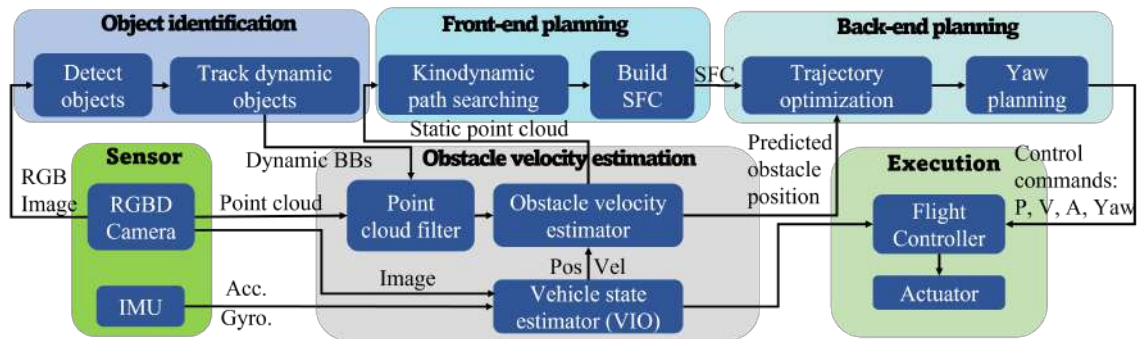 Object identification
Detect
objects
Track dynamic
objects
Front-end planning
Kinodynamic
path searching
Build
SFC
SFC
Back-end planning
Trajectory
optimization
Yaw
planning
Sensor
RGB
Image
RGBD
Camera
IMU
Point cloud
Image
Acc.
Gyro.
Dynamic BBs
Static point cloud
Obstacle velocity estimation
Point
cloud filter
Obstacle velocity
estimator
Pos Vel
Vehicle state
estimator (VIO)
Predicted
obstacle
position
Execution
Flight
Controller
Actuator
Control
commands:
P, V, A, Yaw